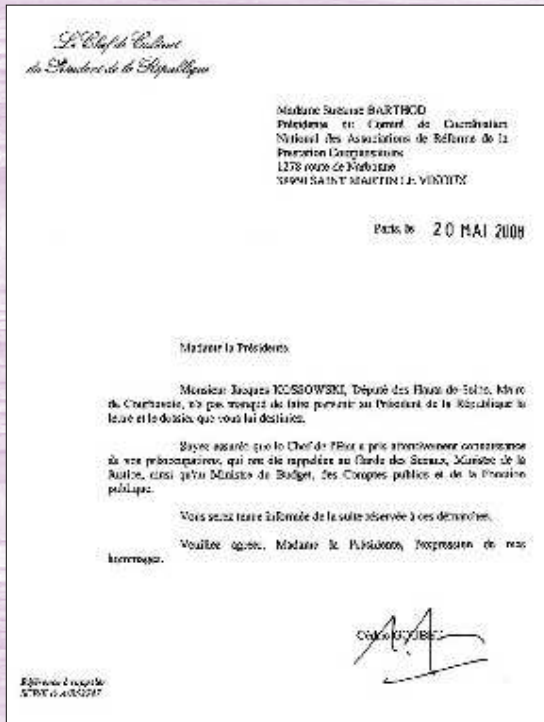 Le Chef de Cabinet
du Président de la République
Madame Suzanne BARTHOD
Présidente du Comité de Coordination
National des Associations de Réforme de la
Prestation Compensatoire
1278 route de Narbonne
SAINT MARTIN LE VINOUX
Paris, le 20 MAI 2008
Madame la Présidente,
Monsieur Jacques KOSSOWSKI, Député des Hauts de Seine, Maire
de Courbevoie, n'a pas manqué de faire parvenir au Président de la République la
lettre et le dossier que vous lui destiniez.
Soyez assurée que le Chef de l'Etat a pris attentivement connaissance
de vos préoccupations, qui ont été rappelées au Garde des Sceaux, Ministre de la
Justice, ainsi qu'au Ministre du Budget, des Comptes publics et de la Fonction
publique.
Vous serez tenue informée de la suite réservée à ces démarches.
Veuillez agréer, Madame la Présidente, l'expression de mes
hommages.
Cédric GOUBET
Référence à rappeler